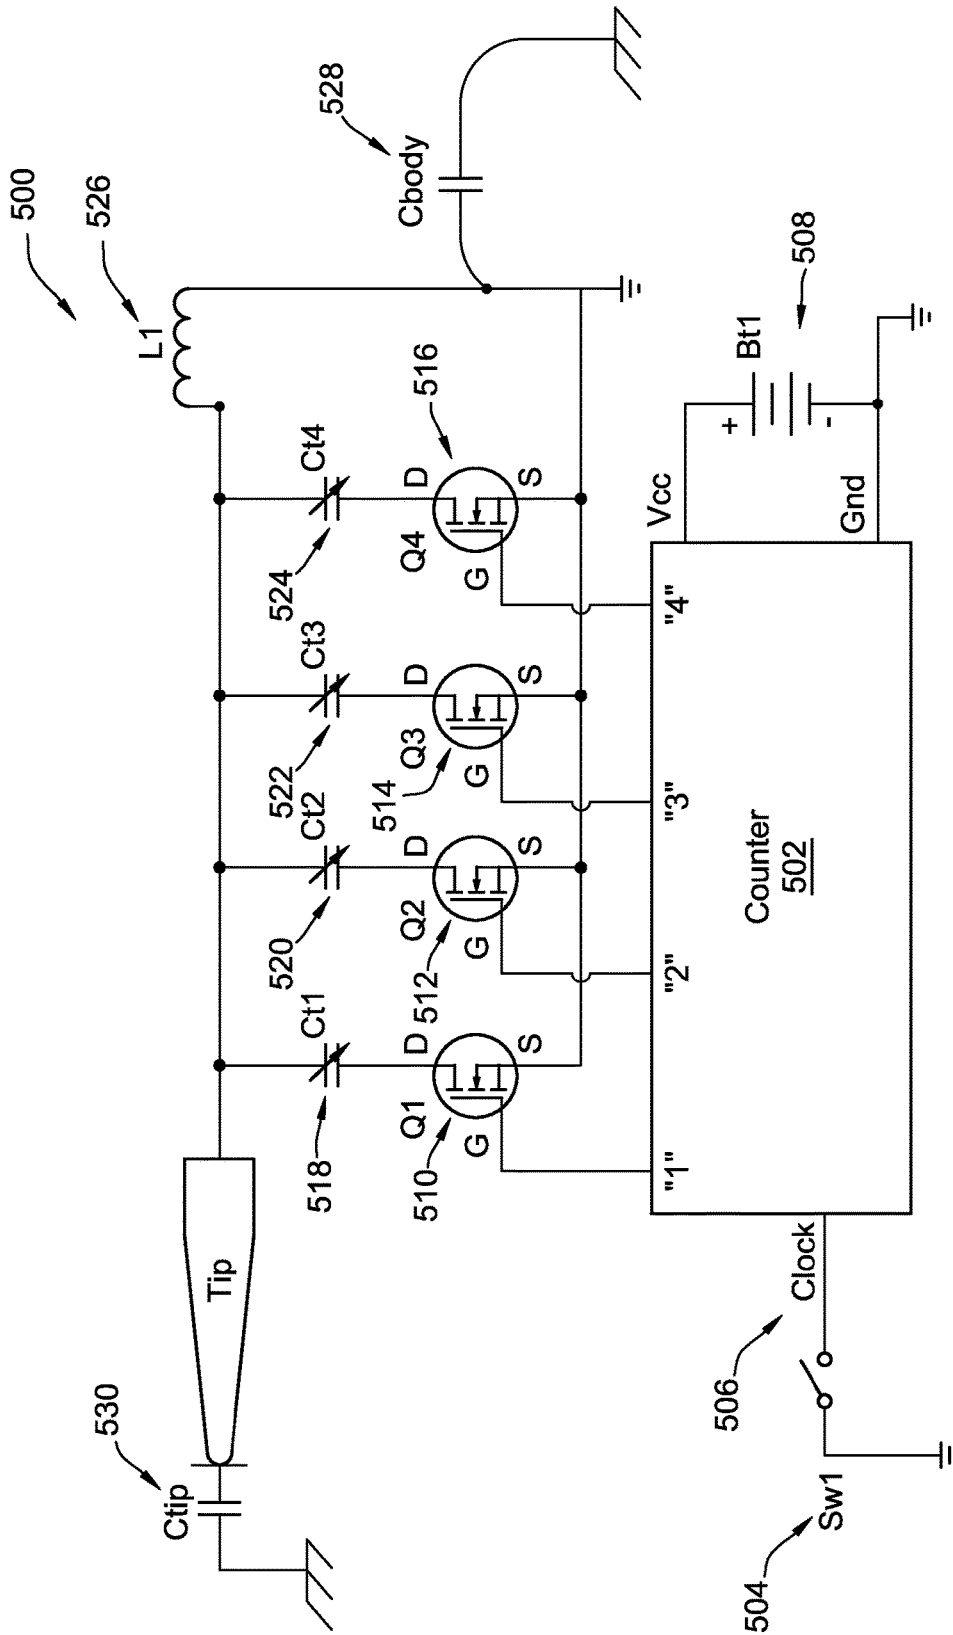 500
526
L1
528
Cbody
530
Ctip
Tip
518
Ct1
520
Ct2
522
Ct3
524
Ct4
510
Q1
D
G
S
512
Q2
D
G
S
514
Q3
D
G
S
516
Q4
D
G
S
504
Sw1
506
Clock
"1"
"2"
"3"
"4"
Counter
502
Vcc
Gnd
+
-
Bt1
508